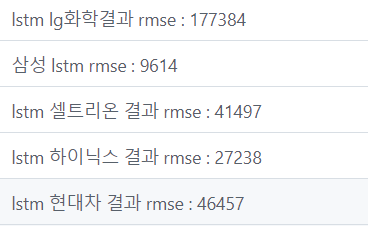 lstm lg화학결과 rmse : 177384
삼성 lstm rmse : 9614
lstm 셀트리온 결과 rmse : 41497
lstm 하이닉스 결과 rmse : 27238
lstm 현대차 결과 rmse : 46457